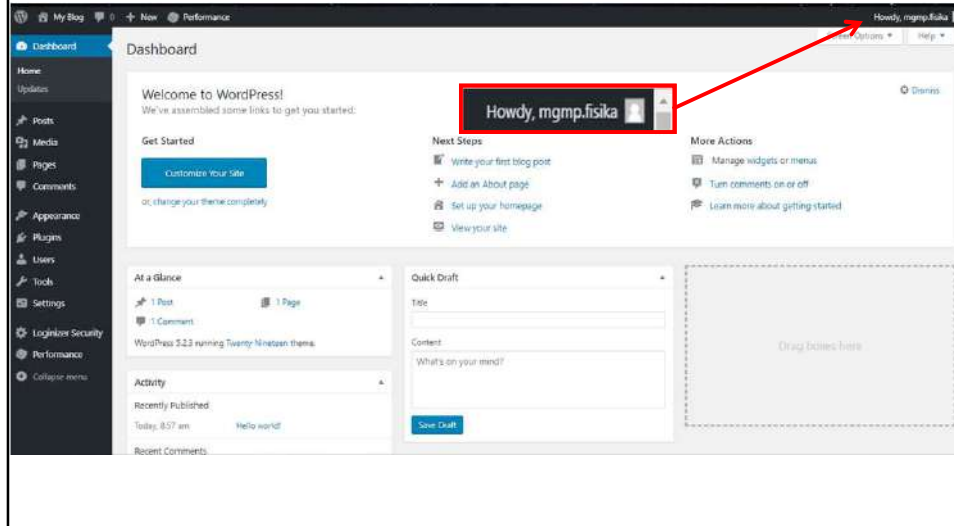 My Blog 0 + New Performance Howdy, mgmp.fisika
Screen Options Help
Dashboard
Home
Updates
Posts
Media
Pages
Comments
Appearance
Plugins
Users
Tools
Settings
Loginizer Security
Performance
Collapse menu
Dashboard
Welcome to WordPress!
We've assembled some links to get you started:
Dismiss
Howdy, mgmp.fisika
Get Started
Customize Your Site
or, change your theme completely
Next Steps
Write your first blog post
+ Add an About page
Set up your homepage
View your site
More Actions
Manage widgets or menus
Turn comments on or off
Learn more about getting started
At a Glance
1 Post 1 Page
1 Comment
WordPress 5.2.3 running Twenty Nineteen theme.
Activity
Recently Published
Today, 8:57 am Hello world!
Recent Comments
Quick Draft
Title
Content
What's on your mind?
Save Draft
Drag boxes here